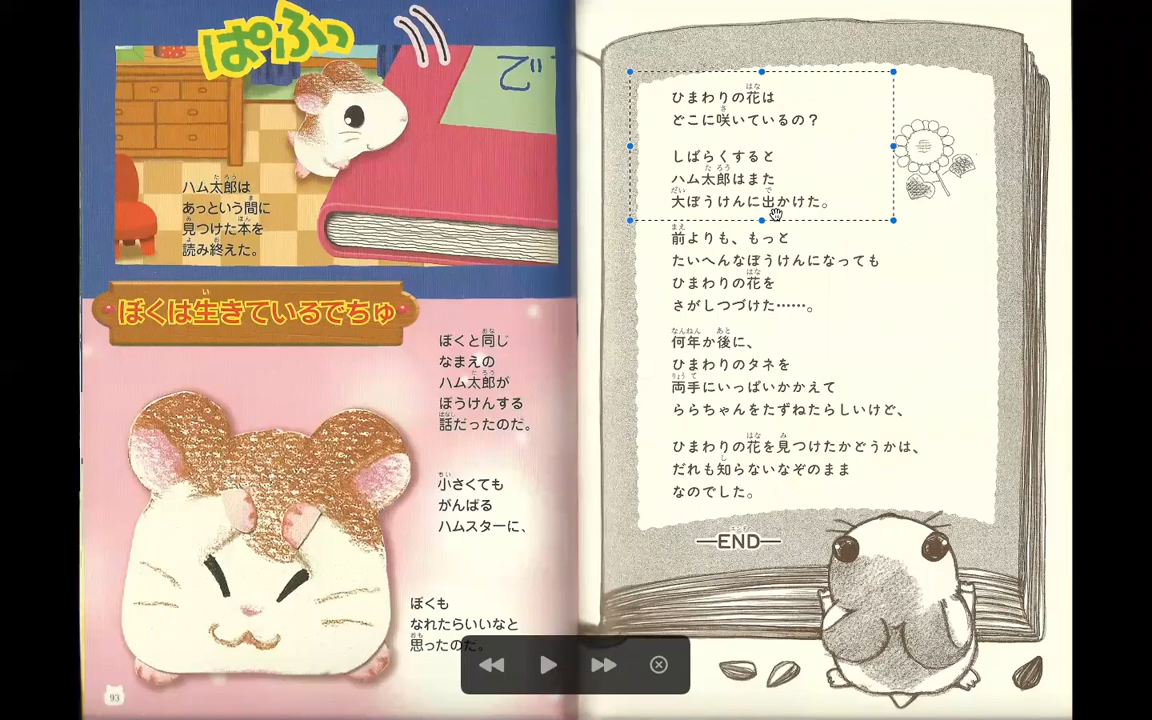 ぱふっ
で
ハム太郎は
あっという間に
見つけた本を
読み終えた。
ぼくは生きているでちゅ
ぼくと同じ
なまえの
ハム太郎が
ぼうけんする
話だったのだ。
小さくても
がんばる
ハムスターに、
ぼくも
なれたらいいなと
思ったのだ。
93
ひまわりの花は
どこに咲いているの？
しばらくすると
ハム太郎はまた
大ぼうけんに出かけた。
前よりも、もっと
たいへんなぼうけんになっても
ひまわりの花を
さがしつづけた……。
何年か後に、
ひまわりのタネを
両手にいっぱいかかえて
ららちゃんをたずねたらしいけど、
ひまわりの花を見つけたかどうかは、
だれも知らないなぞのまま
なのでした。
―END―